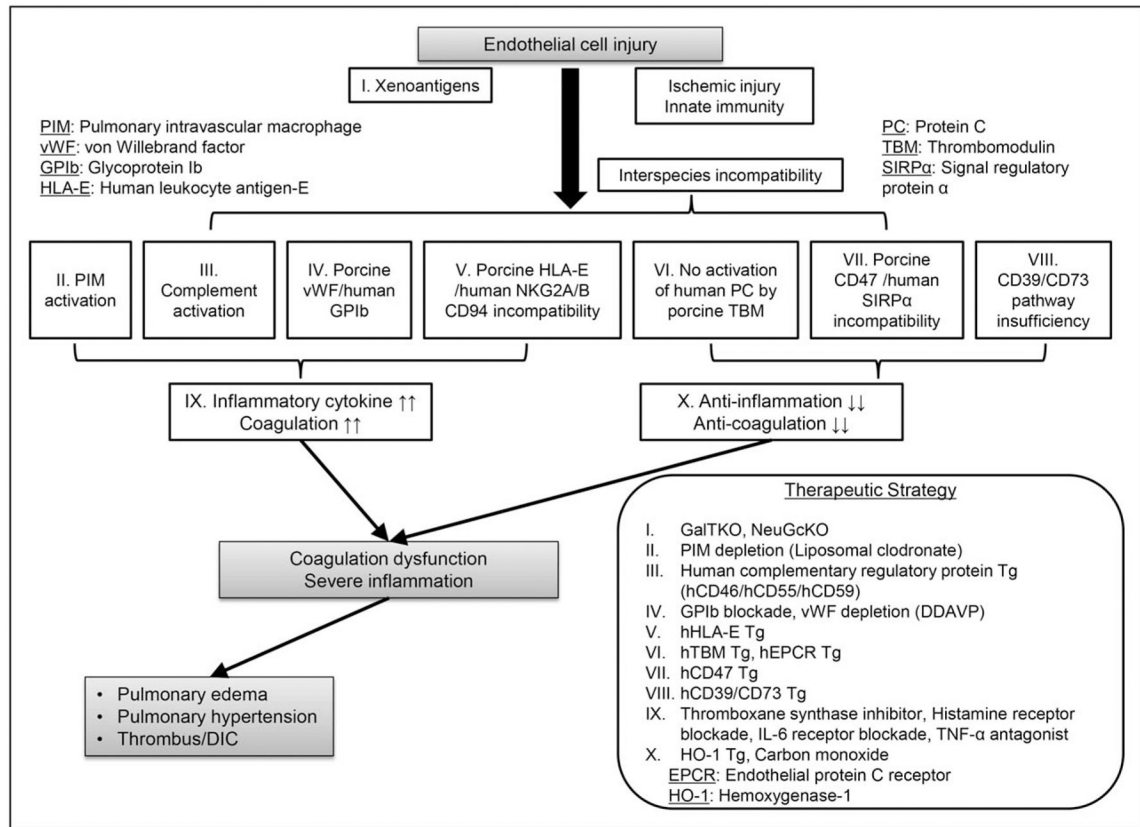 Endothelial cell injury
I. Xenoantigens
Ischemic injury
Innate immunity
PIM: Pulmonary intravascular macrophage
vWF: von Willebrand factor
GPIb: Glycoprotein Ib
HLA-E: Human leukocyte antigen-E
PC: Protein C
TBM: Thrombomodulin
SIRPα: Signal regulatory
protein α
Interspecies incompatibility
II. PIM
activation
III.
Complement
activation
IV. Porcine
vWF/human
GPIb
V. Porcine HLA-E
/human NKG2A/B
CD94 incompatibility
VI. No activation
of human PC by
porcine TBM
VII. Porcine
CD47 /human
SIRPα
incompatibility
VIII.
CD39/CD73
pathway
insufficiency
IX. Inflammatory cytokine ↑↑
Coagulation ↑↑
X. Anti-inflammation ↓↓
Anti-coagulation ↓↓
Coagulation dysfunction
Severe inflammation
• Pulmonary edema
• Pulmonary hypertension
• Thrombus/DIC
Therapeutic Strategy
I. GalTKO, NeuGcKO
II. PIM depletion (Liposomal clodronate)
III. Human complementary regulatory protein Tg
(hCD46/hCD55/hCD59)
IV. GPIb blockade, vWF depletion (DDAVP)
V. hHLA-E Tg
VI. hTBM Tg, hEPCR Tg
VII. hCD47 Tg
VIII. hCD39/CD73 Tg
IX. Thromboxane synthase inhibitor, Histamine receptor
blockade, IL-6 receptor blockade, TNF-α antagonist
X. HO-1 Tg, Carbon monoxide
EPCR: Endothelial protein C receptor
HO-1: Hemoxygenase-1